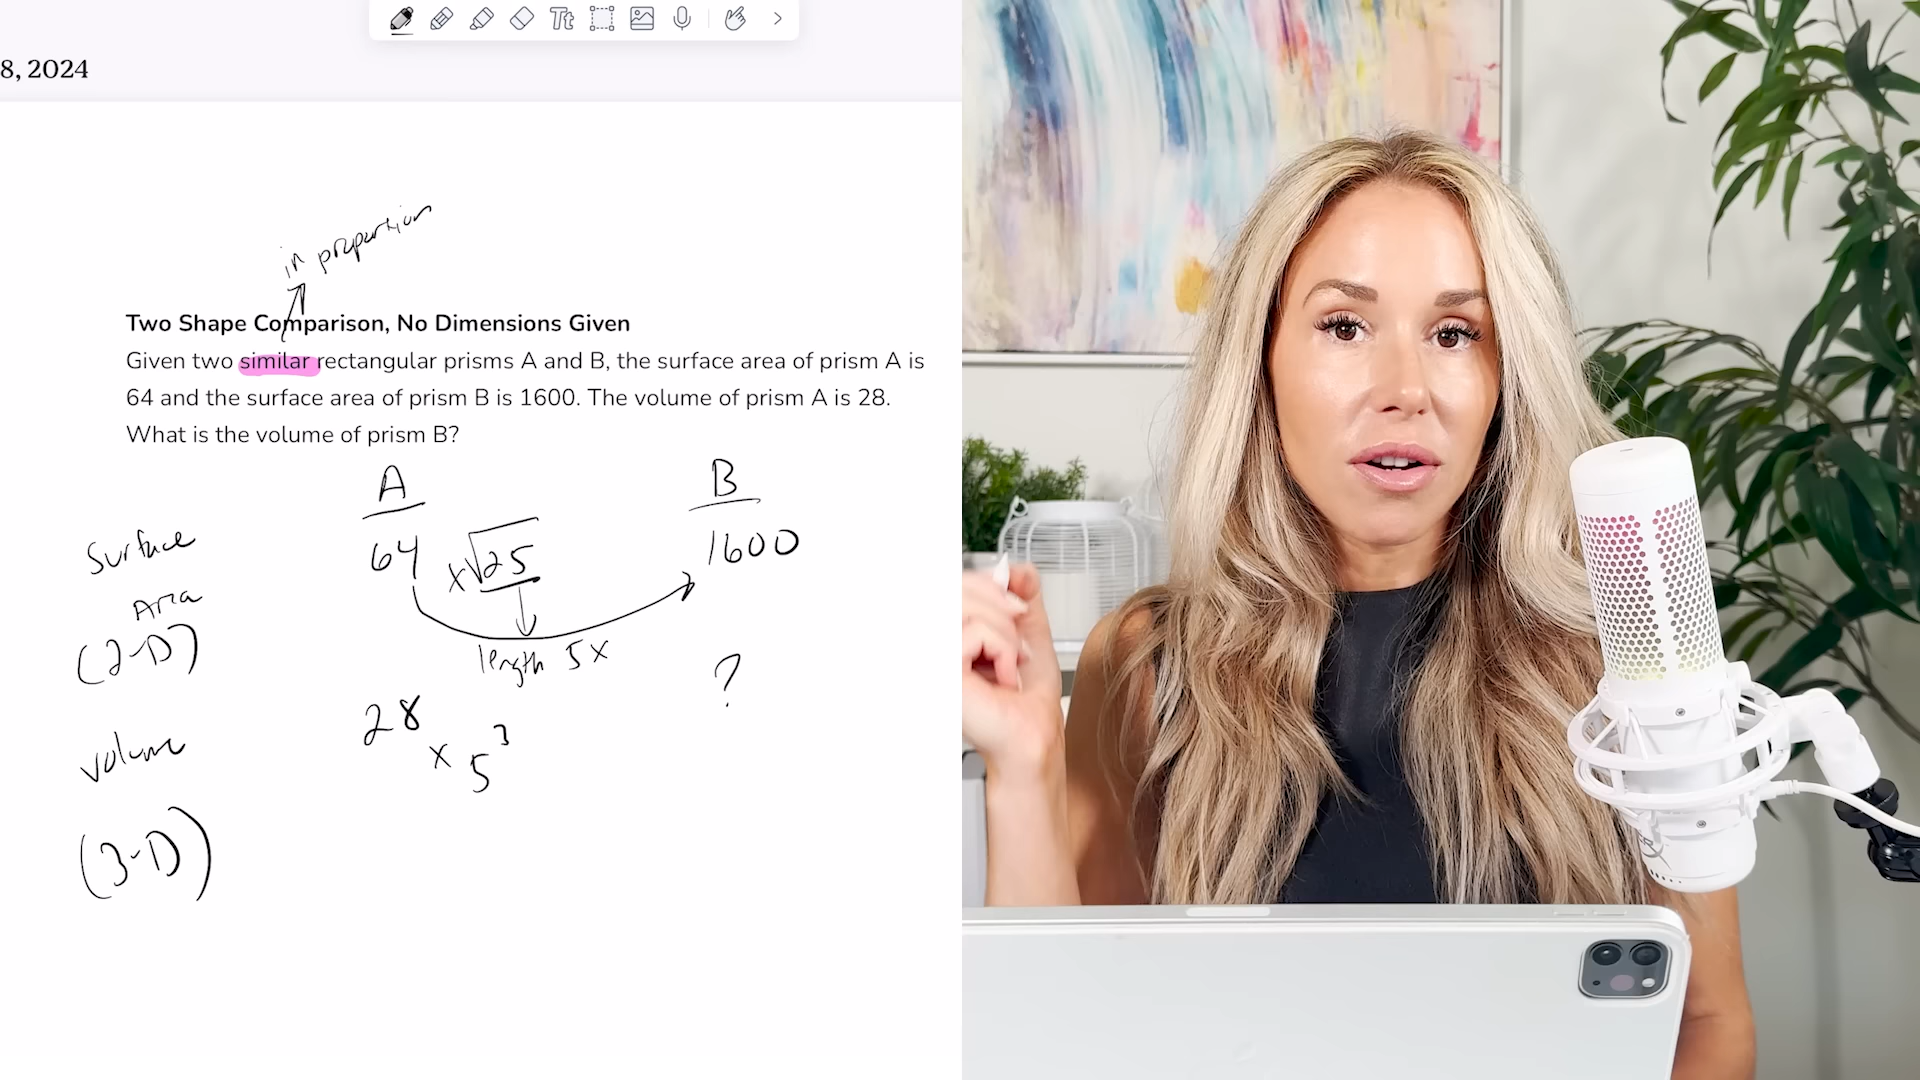 Tt
8, 2024
in proportion
Two Shape Comparison, No Dimensions Given
Given two similar rectangular prisms A and B, the surface area of prism A is
64 and the surface area of prism B is 1600. The volume of prism A is 28.
What is the volume of prism B?
A B
Surface Area 64 x√25 1600
(2-D) length 5x ?
volume 28 x 5³
(3-D)